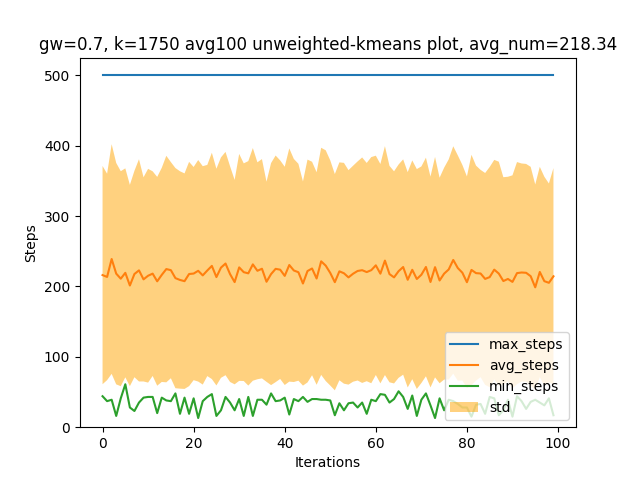 gw=0.7, k=1750 avg100 unweighted-kmeans plot, avg_num=218.34
500
400
300
200
100
0
Steps
0 20 40 60 80 100
Iterations
max_steps
avg_steps
min_steps
std